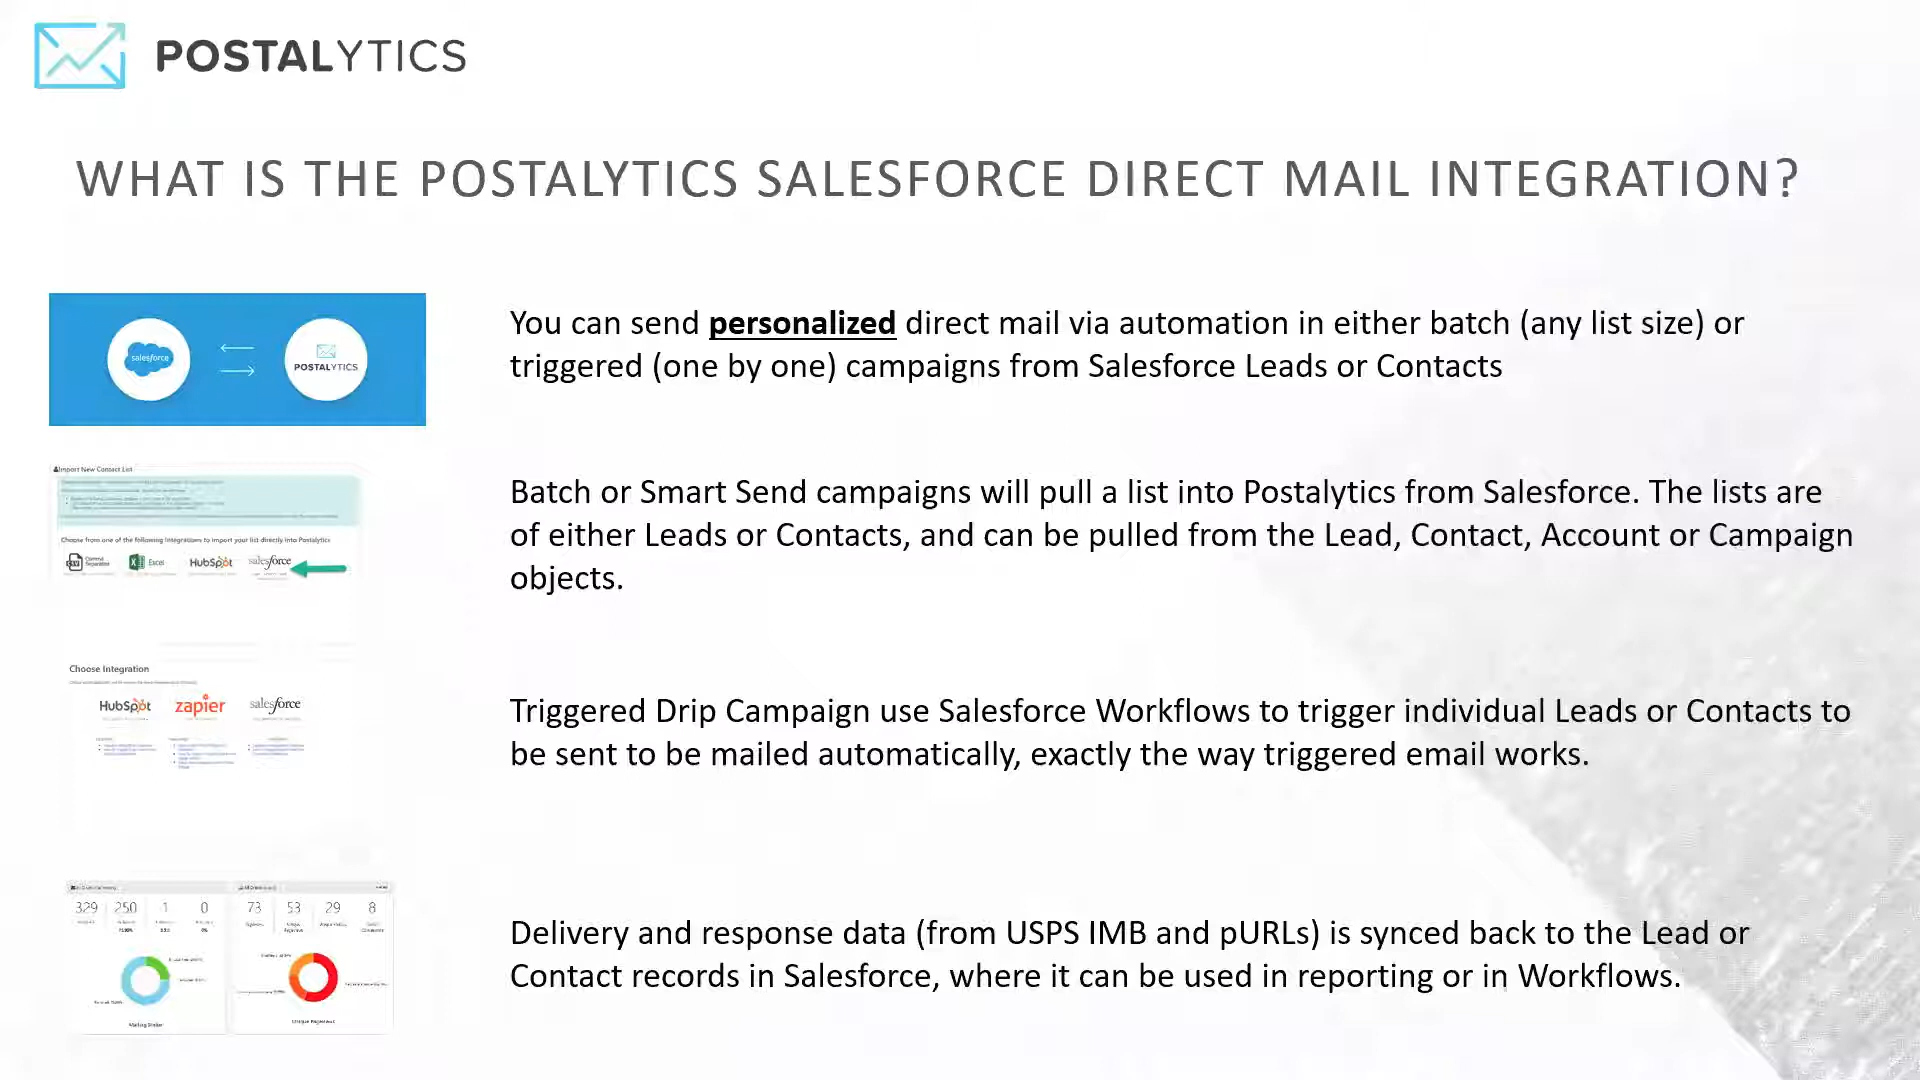 POSTALYTICS
WHAT IS THE POSTALYTICS SALESFORCE DIRECT MAIL INTEGRATION?
salesforce
POSTALYTICS
You can send personalized direct mail via automation in either batch (any list size) or
triggered (one by one) campaigns from Salesforce Leads or Contacts
Import New Contact List
Choose from one of the following integrations to import your list directly into Postalytics
CSV Comma Separated
Excel
HubSpot
salesforce
Batch or Smart Send campaigns will pull a list into Postalytics from Salesforce. The lists are
of either Leads or Contacts, and can be pulled from the Lead, Contact, Account or Campaign
objects.
Choose Integration
HubSpot
zapier
salesforce
Triggered Drip Campaign use Salesforce Workflows to trigger individual Leads or Contacts to
be sent to be mailed automatically, exactly the way triggered email works.
329 250 1 0
73 53 29 8
Mailing Status
Unique Pageviews
Delivery and response data (from USPS IMB and pURLs) is synced back to the Lead or
Contact records in Salesforce, where it can be used in reporting or in Workflows.